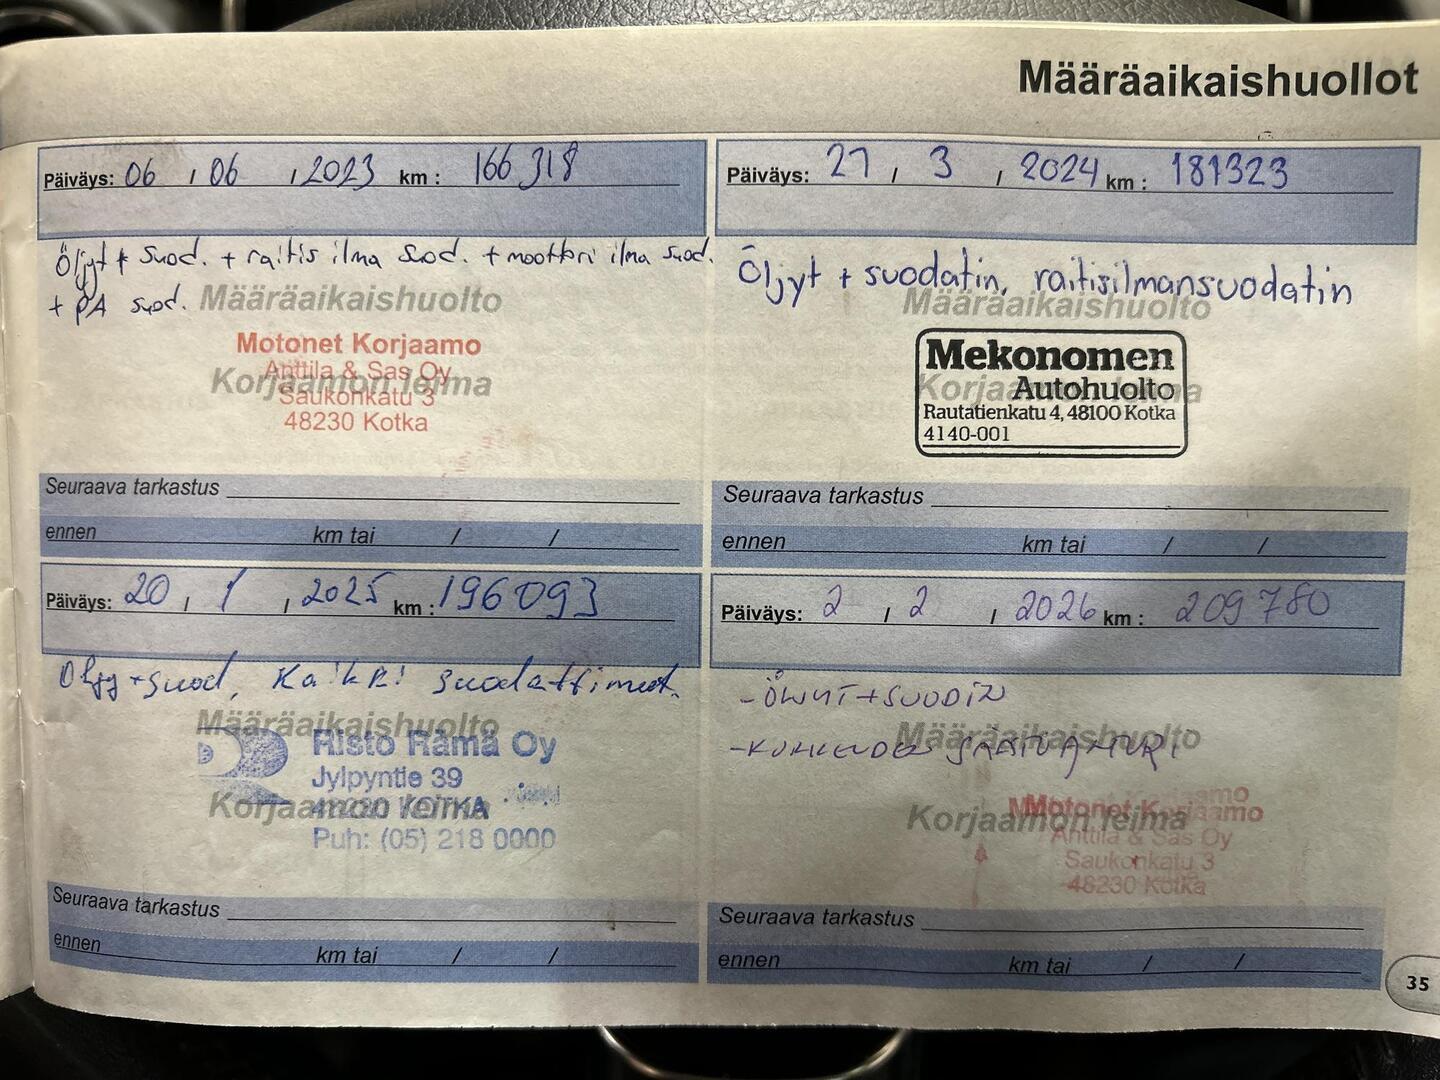 Määräaikaishuollot
Päiväys: 06 / 06 / 2023 km : 166 318
Öljyt + suod. + raitis ilma suod. + moottori ilma suod.
+ PA suod.
Määräaikaishuolto
Motonet Korjaamo
Anttila & Sas Oy
Korjaamon leima
Saukonkatu 3
48230 Kotka
Seuraava tarkastus
ennen km tai / /
Päiväys: 27 / 3 / 2024 km : 181323
Öljyt + suodatin, raitisilmansuodatin
Määräaikaishuolto
Mekonomen
Korjaamon leima
Autohuolto
Rautatienkatu 4, 48100 Kotka
4140-001
Seuraava tarkastus
ennen km tai / /
Päiväys: 20 / 1 / 2025 km : 196093
Öljy + suod, Kaikki suodattimet.
Määräaikaishuolto
Risto Rämä Oy
Jylpyntie 39
Korjaamon leima
KOTKA
Puh: (05) 218 0000
Seuraava tarkastus
ennen km tai / /
Päiväys: 2 / 2 / 2026 km : 209780
- ÖLJYT + SUODIN
Määräaikaishuolto
Motonet Korjaamo
Korjaamon leima
Anttila & Sas Oy
Saukonkatu 3
48230 Kotka
Seuraava tarkastus
ennen km tai / /
35